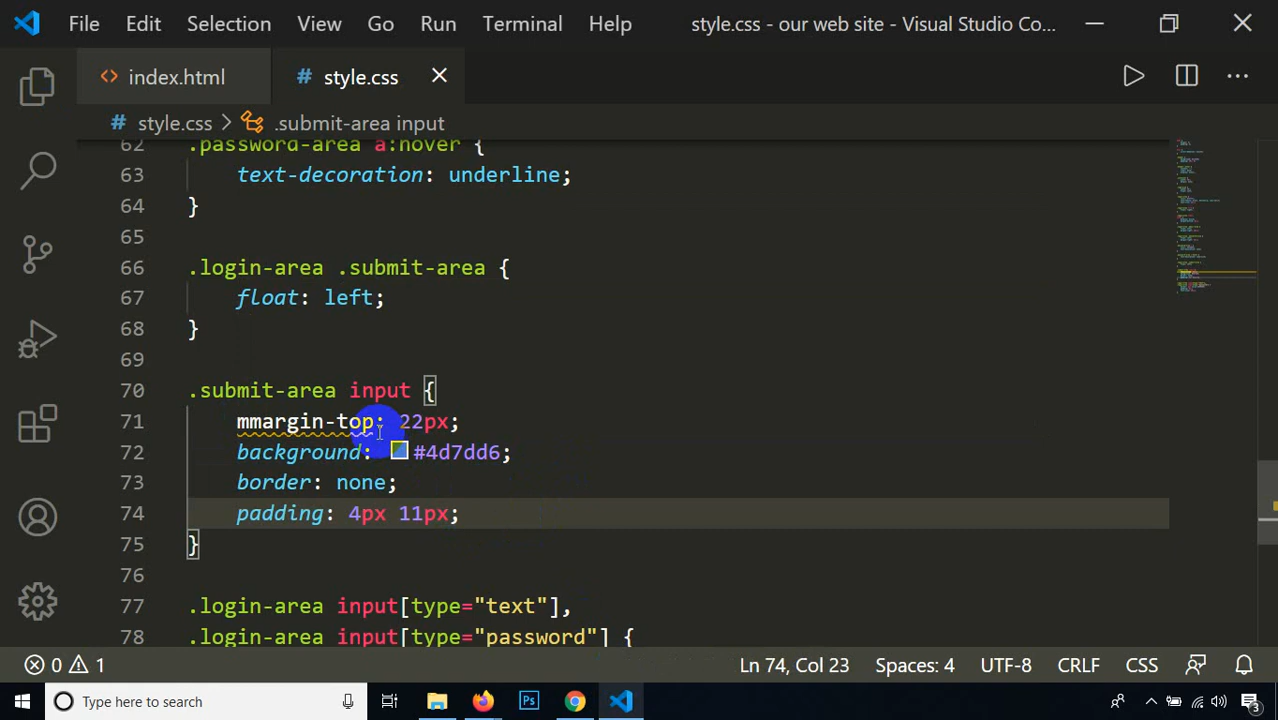 File Edit Selection View Go Run Terminal Help style.css - our web site - Visual Studio Co...
<> index.html # style.css
# style.css > .submit-area input
62 .password-area a:hover {
63 text-decoration: underline;
64 }
65
66 .login-area .submit-area {
67 float: left;
68 }
69
70 .submit-area input {
71 mmargin-top: 22px;
72 background: #4d7dd6;
73 border: none;
74 padding: 4px 11px;
75 }
76
77 .login-area input[type="text"],
78 .login-area input[type="password"] {
0 1 Ln 74, Col 23 Spaces: 4 UTF-8 CRLF CSS
Type here to search Ps 3